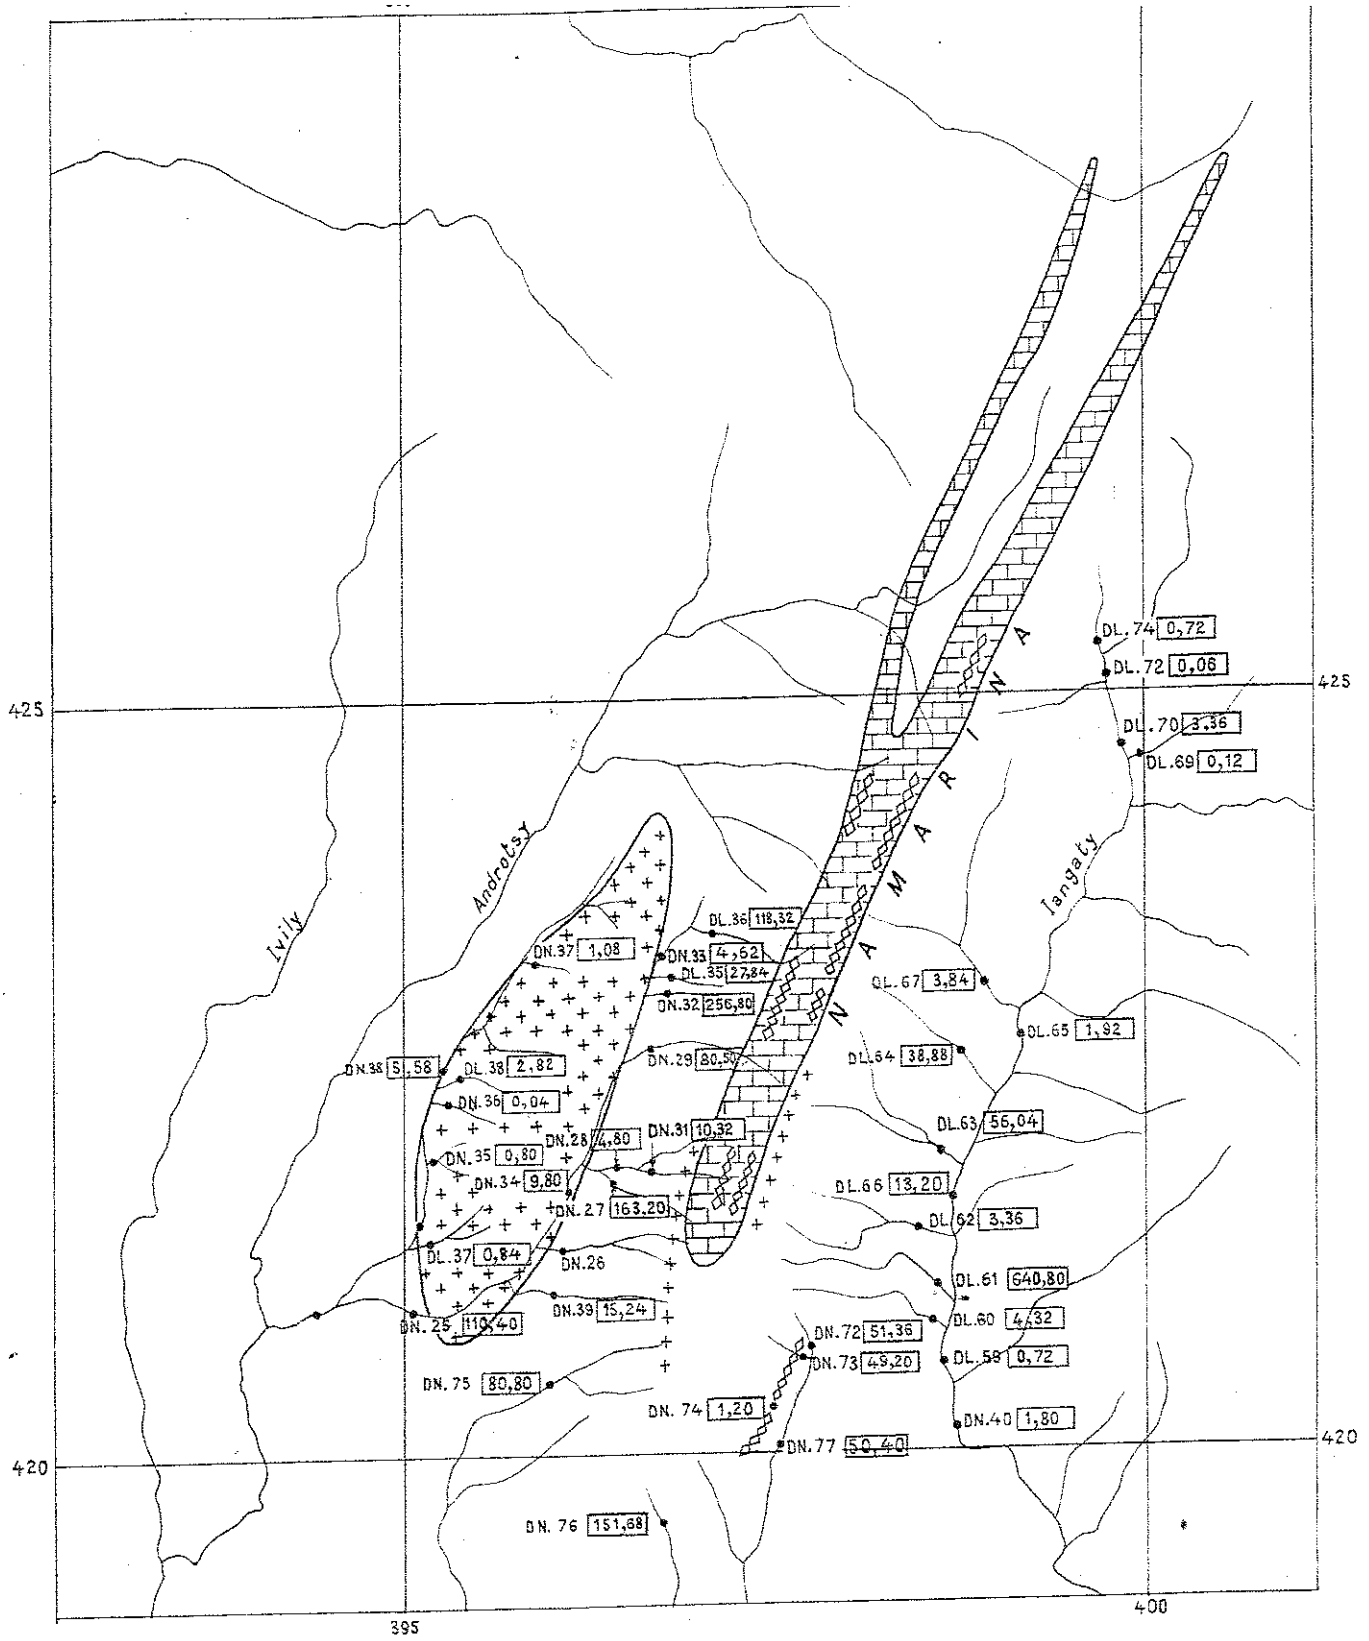 DL.74 0,72
DL.72 0,06
425
425
DL.70 3,36
DL.69 0,12
NAMARINA
Androtsy
Iangaty
Ivily
DL.36 118,32
DN.37 1,08
DN.33 4,62
DL.35 27,84
DL.67 3,84
DN.32 256,80
DL.65 1,92
DN.29 80,50
DL.64 38,88
DN.38 5,58
DL.38 2,82
DN.36 0,04
DL.63 56,04
DN.28 4,80
DN.31 10,32
DN.35 0,80
DN.34 9,80
DL.66 13,20
DN.27 163,20
DL.62 3,36
DL.37 0,84
DN.26
DL.61 640,80
DN.39 15,24
DN.25 110,40
DL.60 4,32
DN.72 51,36
DN.73 49,20
DL.59 0,72
DN.75 80,80
DN.74 1,20
DN.40 1,80
DN.77 50,40
420
420
DN.76 151,68
395
400